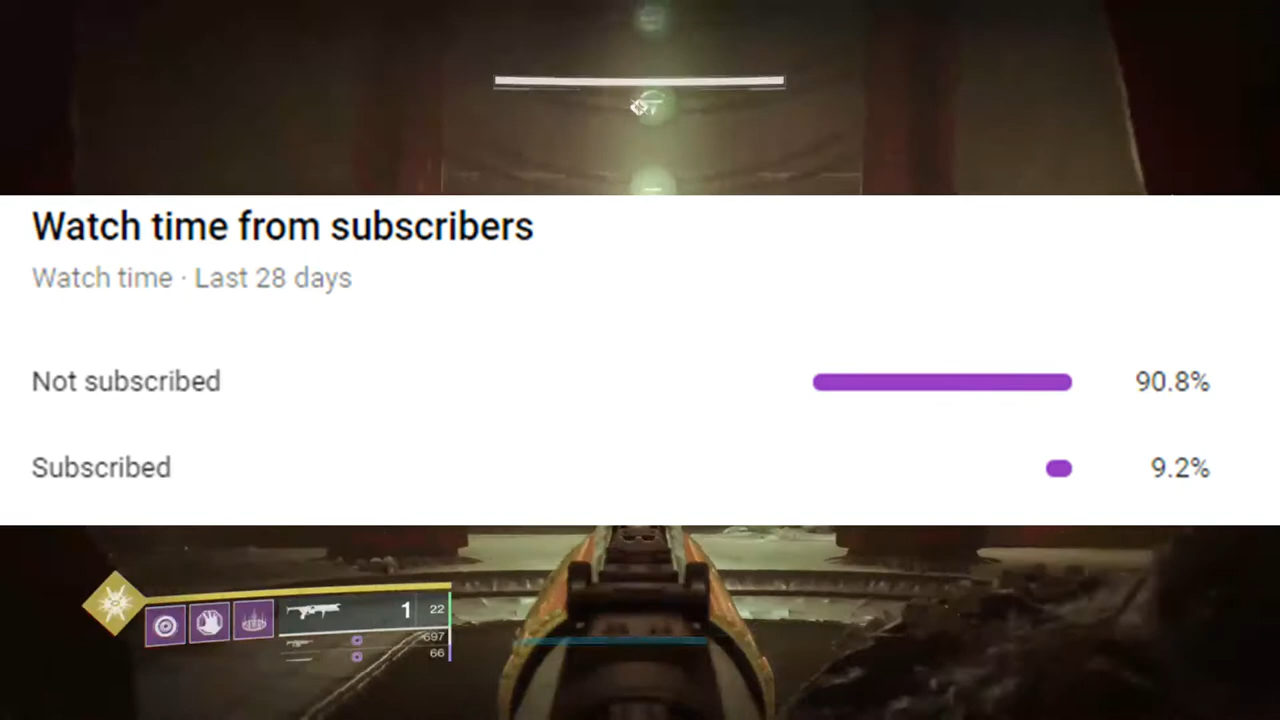 Watch time from subscribers
Watch time · Last 28 days
Not subscribed 90.8%
Subscribed 9.2%
1 22
697
66